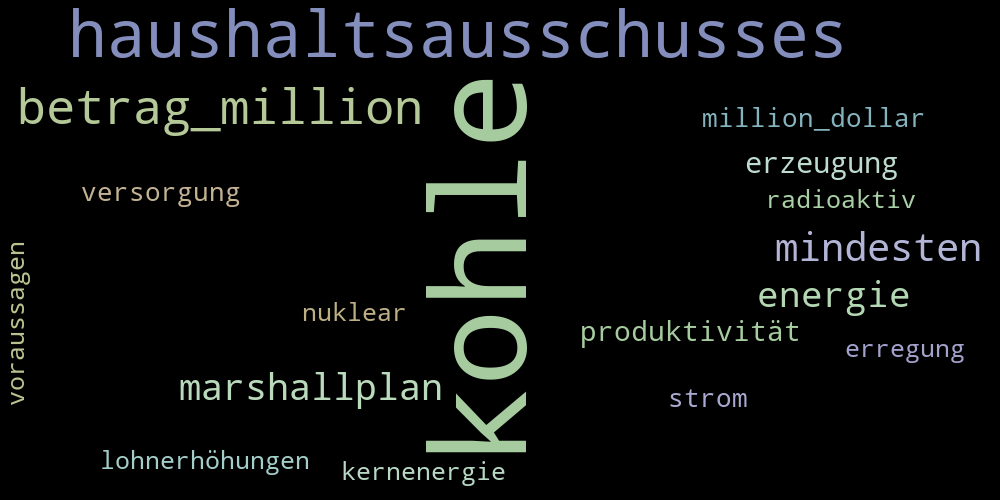 haushaltsausschusses
betrag_million
kohle
million_dollar
erzeugung
versorgung
radioaktiv
mindesten
voraussagen
energie
nuklear
produktivität
erregung
marshallplan
strom
lohnerhöhungen
kernenergie